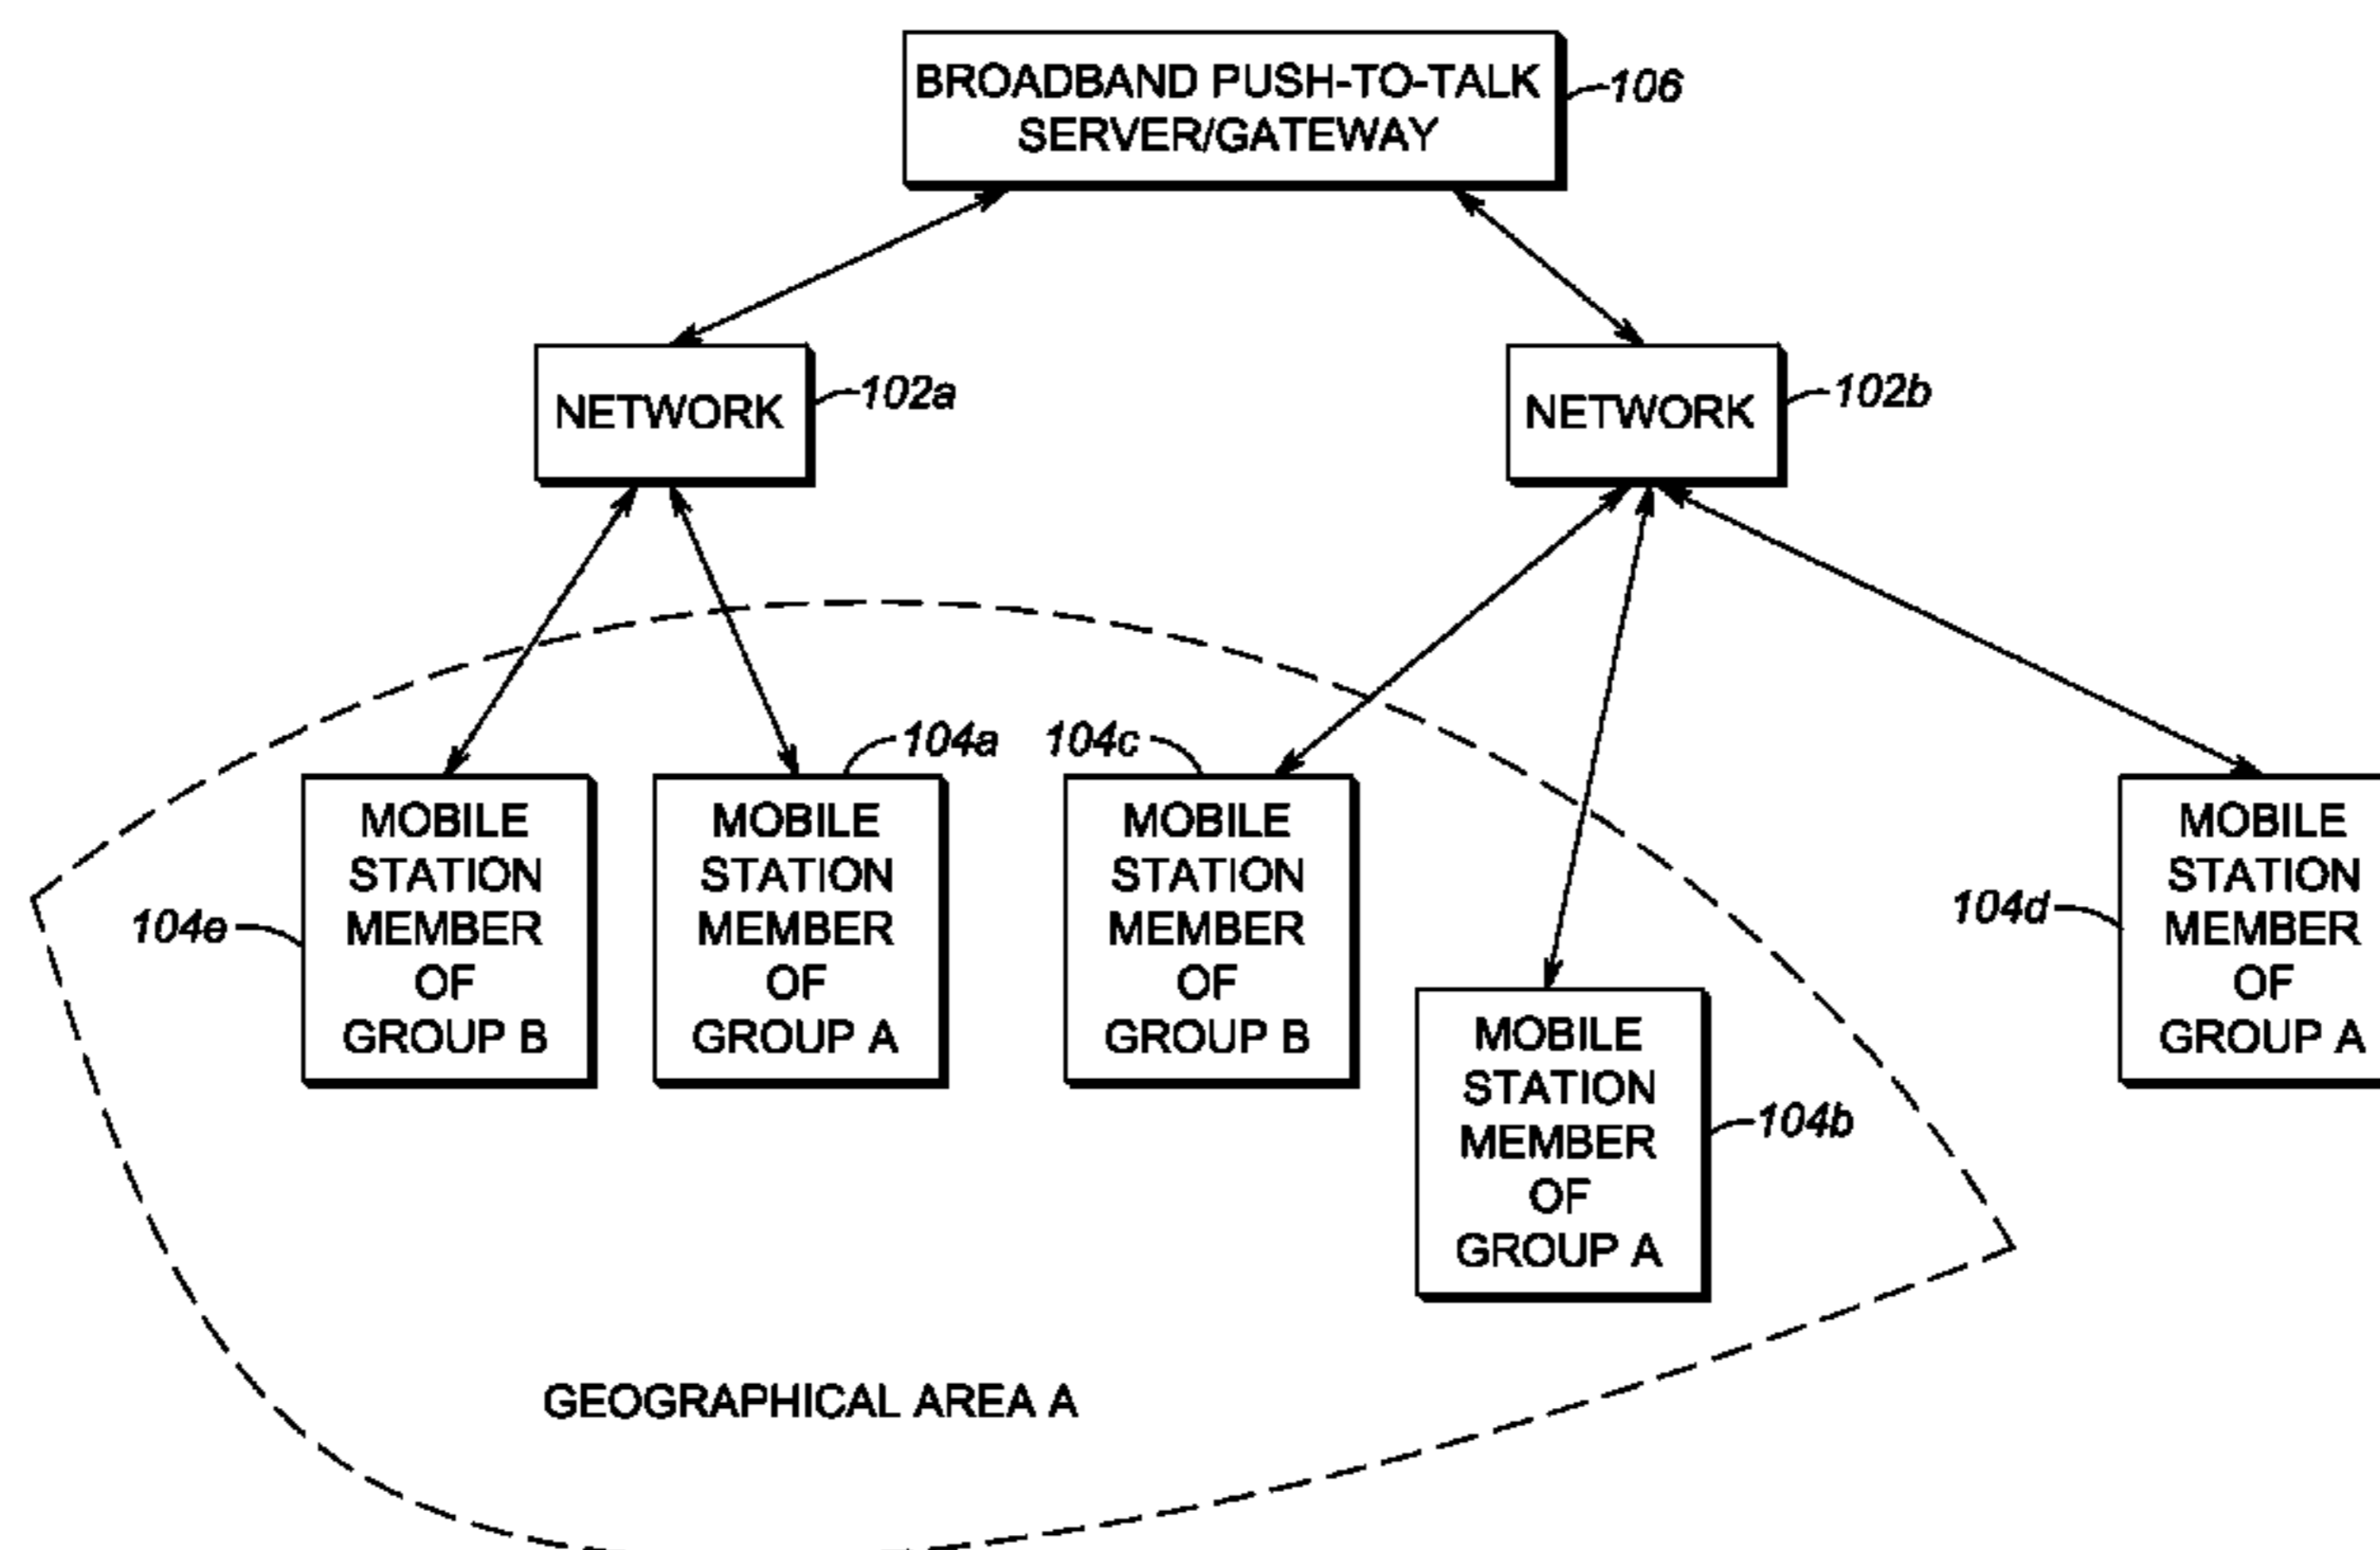 BROADBAND PUSH-TO-TALK
SERVER/GATEWAY
106
NETWORK
102a
NETWORK
102b
104a
104c
MOBILE
STATION
MEMBER
OF
GROUP B
104e
MOBILE
STATION
MEMBER
OF
GROUP A
MOBILE
STATION
MEMBER
OF
GROUP B
MOBILE
STATION
MEMBER
OF
GROUP A
104b
104d
MOBILE
STATION
MEMBER
OF
GROUP A
GEOGRAPHICAL AREA A